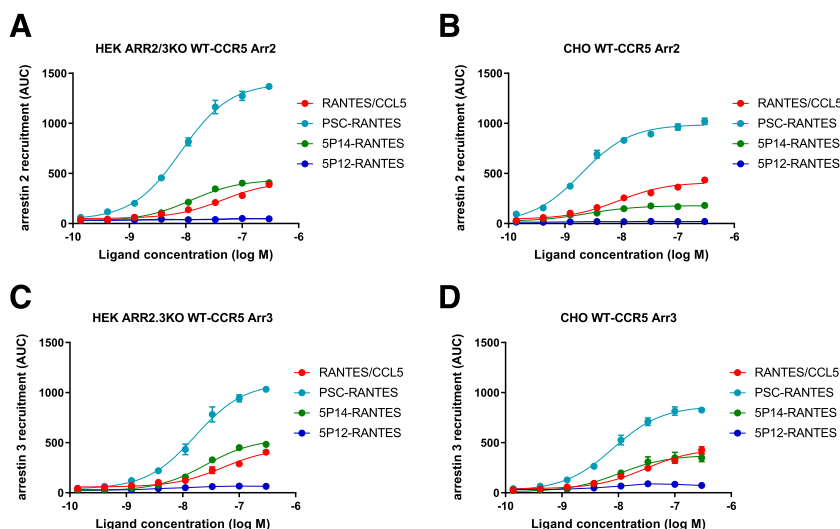 A
HEK ARR2/3KO WT-CCR5 Arr2
arrestin 2 recruitment (AUC)
1500
1000
500
0
-10
-9
-8
-7
-6
Ligand concentration (log M)
RANTES/CCL5
PSC-RANTES
5P14-RANTES
5P12-RANTES
B
CHO WT-CCR5 Arr2
arrestin 2 recruitment (AUC)
1500
1000
500
0
-10
-9
-8
-7
-6
Ligand concentration (log M)
RANTES/CCL5
PSC-RANTES
5P14-RANTES
5P12-RANTES
C
HEK ARR2.3KO WT-CCR5 Arr3
arrestin 3 recruitment (AUC)
1500
1000
500
0
-10
-9
-8
-7
-6
Ligand concentration (log M)
RANTES/CCL5
PSC-RANTES
5P14-RANTES
5P12-RANTES
D
CHO WT-CCR5 Arr3
arrestin 3 recruitment (AUC)
1500
1000
500
0
-10
-9
-8
-7
-6
Ligand concentration (log M)
RANTES/CCL5
PSC-RANTES
5P14-RANTES
5P12-RANTES